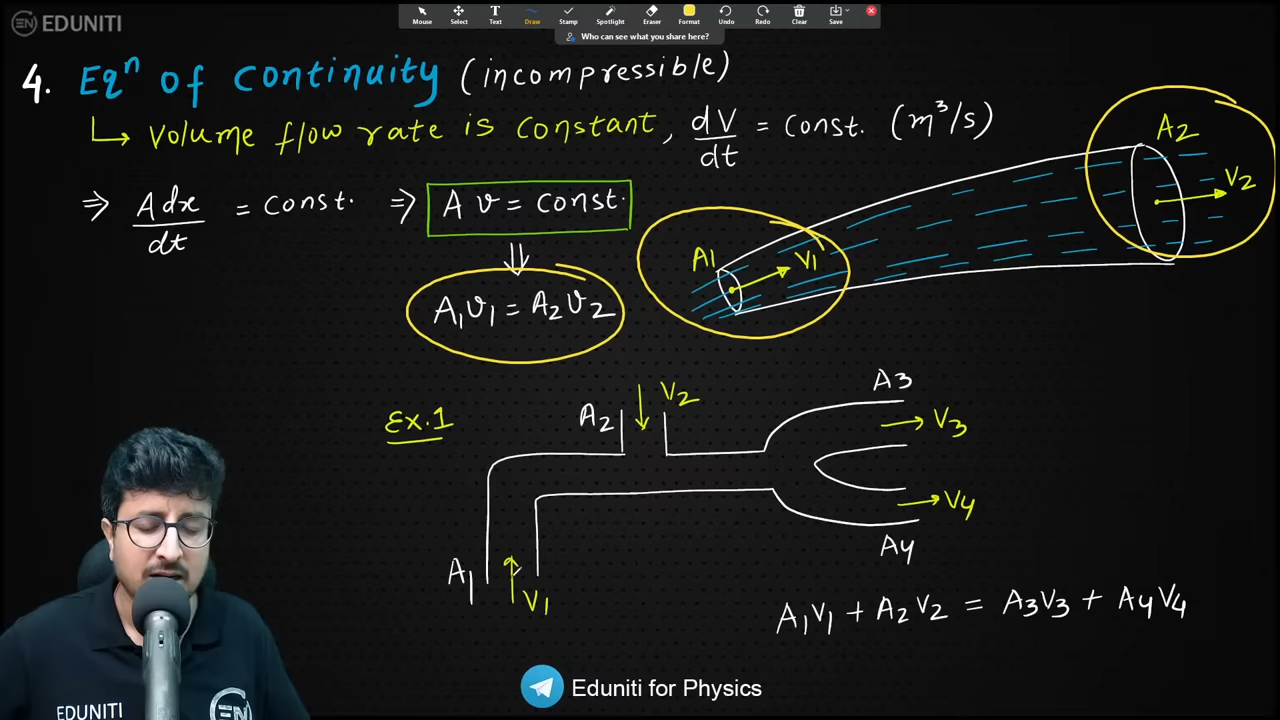 EN EDUNITI
Mouse Select Text Draw Stamp Spotlight Eraser Format Undo Redo Clear Save
Who can see what you share here?
4. Eqⁿ of Continuity (incompressible)
↳ Volume flow rate is constant, dV/dt = const. (m³/s)
⇒ Adx/dt = const. ⇒ A v = const.
⇓
A₁v₁ = A₂v₂
A1 V1
A2 V2
Ex.1
A2 V2
A3 V3
V4
A4
A1 V1
A₁V₁ + A₂V₂ = A₃V₃ + A₄V₄
Eduniti for Physics
EDUNITI EN